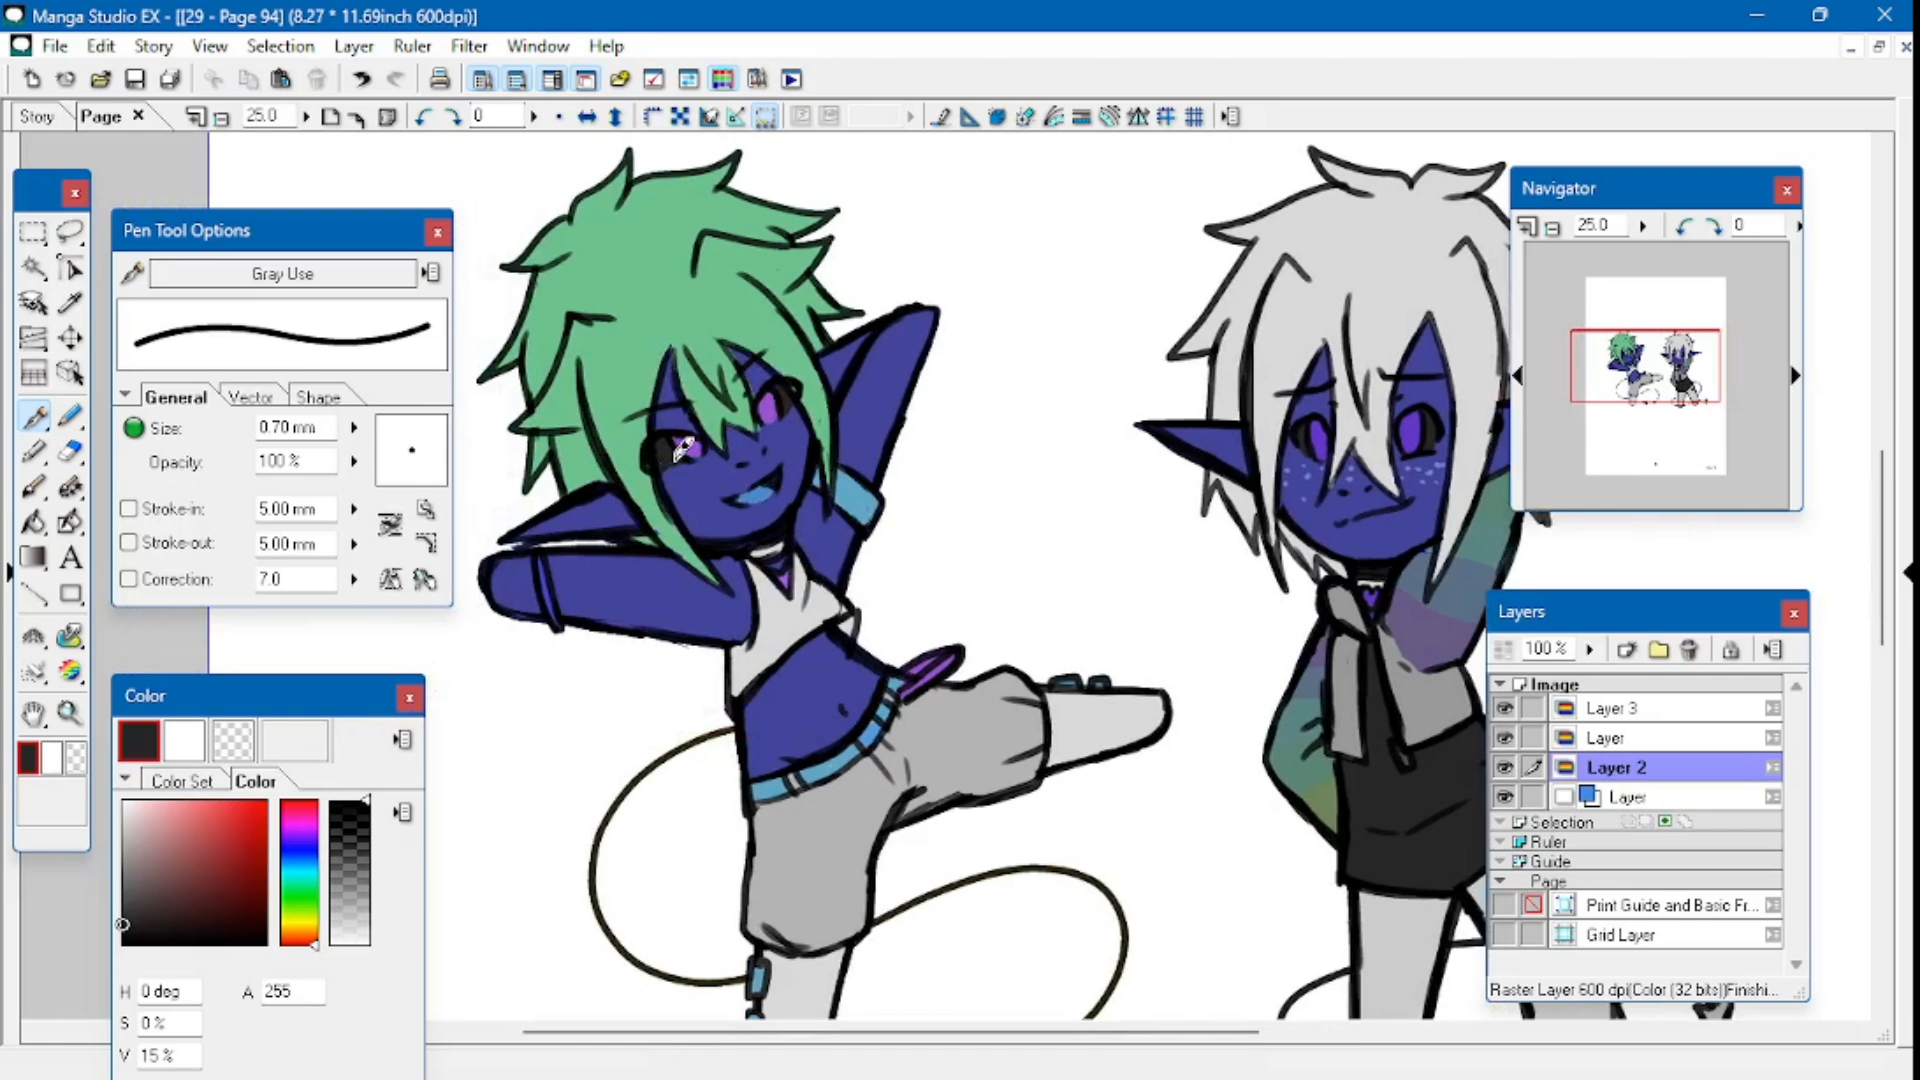 Manga Studio EX - [[29 - Page 94] (8.27 * 11.69inch 600dpi)]
File Edit Story View Selection Layer Ruler Filter Window Help
Story Page 25.0 0
Pen Tool Options
Gray Use
General Vector Shape
Size: 0.70 mm
Opacity: 100 %
Stroke-in: 5.00 mm
Stroke-out: 5.00 mm
Correction: 7.0
Color
Color Set Color
H 0 deg A 255
S 0 %
V 15 %
Navigator
25.0 0
Layers
100 %
Image
Layer 3
Layer
Layer 2
Layer
Selection
Ruler
Guide
Page
Print Guide and Basic Fr...
Grid Layer
Raster Layer 600 dpi(Color (32 bits))Finishi...